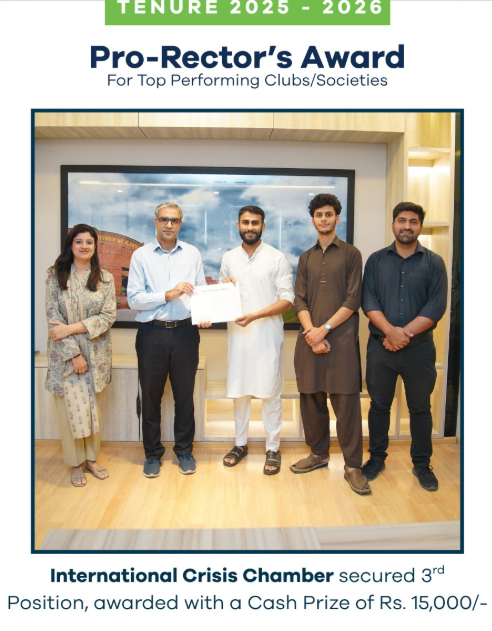 TENURE 2025 - 2026
Pro-Rector's Award
For Top Performing Clubs/Societies
International Crisis Chamber secured 3rd
Position, awarded with a Cash Prize of Rs. 15,000/-